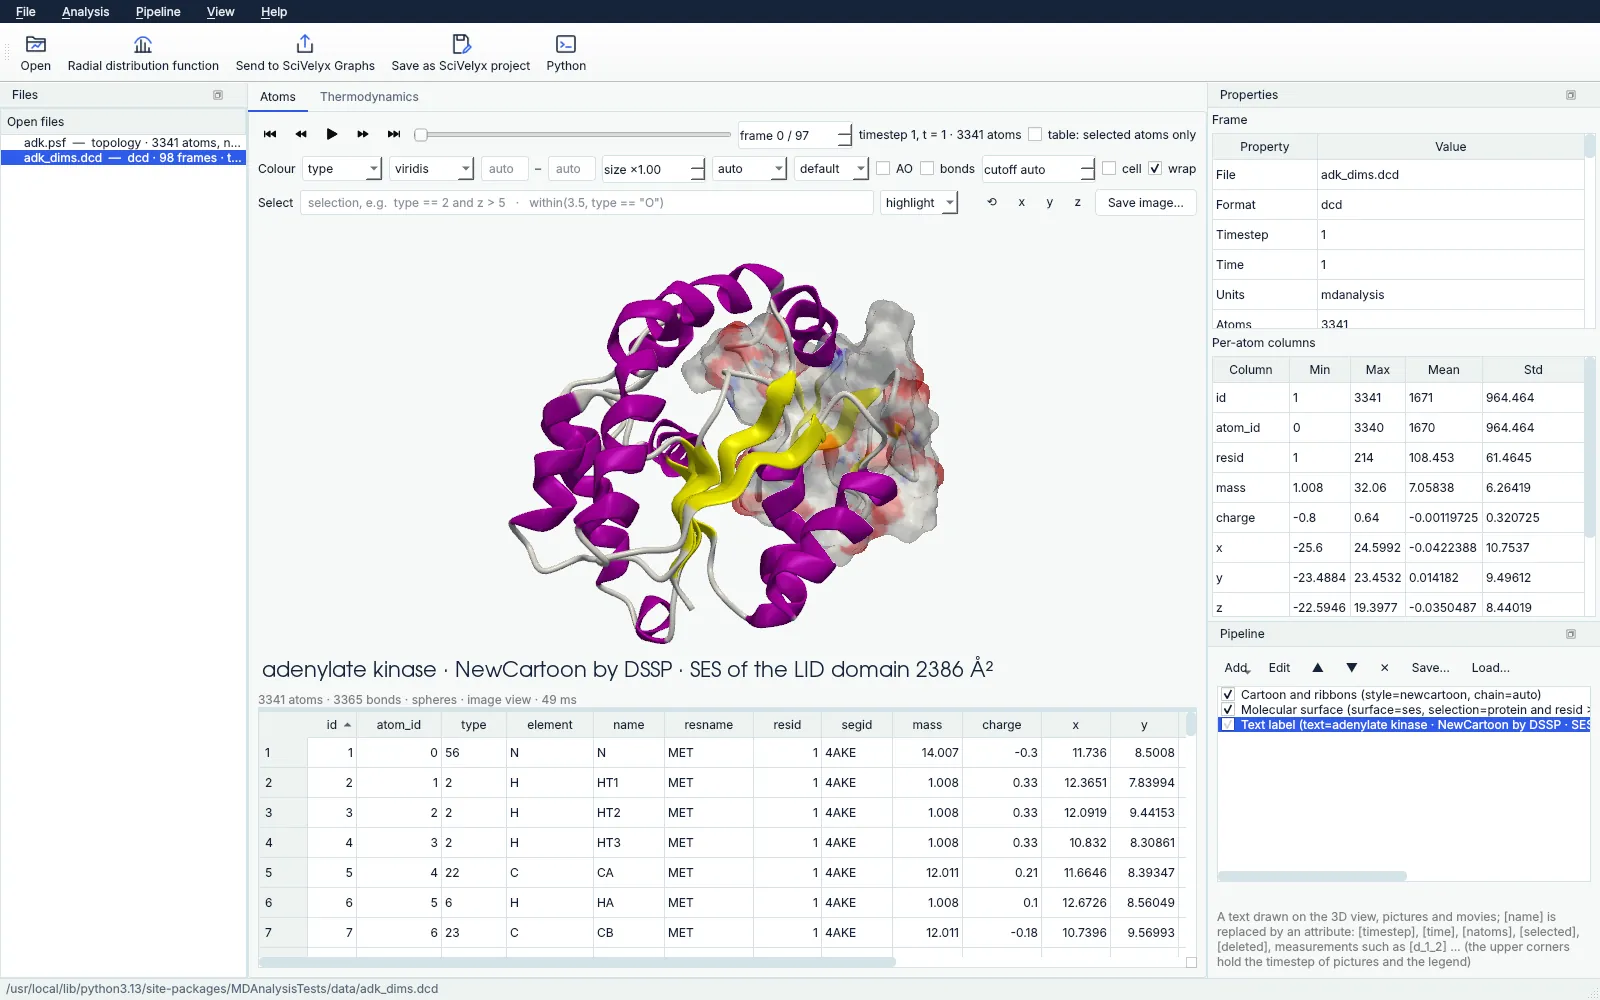 File Analysis Pipeline View Help
Open Radial distribution function Send to SciVelyx Graphs Save as SciVelyx project Python
Files
Open files
adk.psf — topology · 3341 atoms, n...
adk_dims.dcd — dcd · 98 frames · t...
Atoms Thermodynamics
frame 0 / 97 timestep 1, t = 1 · 3341 atoms table: selected atoms only
Colour type viridis auto – auto size ×1.00 auto default AO bonds cutoff auto cell wrap
Select selection, e.g. type == 2 and z > 5 · within(3.5, type == "O") highlight ⟲ x y z Save image...
adenylate kinase · NewCartoon by DSSP · SES of the LID domain 2386 Å²
3341 atoms · 3365 bonds · spheres · image view · 49 ms
id atom_id type element name resname resid segid mass charge x y
1 1 0 56 N N MET 1 4AKE 14.007 -0.3 11.736 8.5008
2 2 1 2 H HT1 MET 1 4AKE 1.008 0.33 12.3651 7.83994
3 3 2 2 H HT2 MET 1 4AKE 1.008 0.33 12.0919 9.44153
4 4 3 2 H HT3 MET 1 4AKE 1.008 0.33 10.832 8.30861
5 5 4 22 C CA MET 1 4AKE 12.011 0.21 11.6646 8.39347
6 6 5 6 H HA MET 1 4AKE 1.008 0.1 12.6726 8.56049
7 7 6 23 C CB MET 1 4AKE 12.011 -0.18 10.7396 9.56993
Properties
Frame
Property Value
File adk_dims.dcd
Format dcd
Timestep 1
Time 1
Units mdanalysis
Atoms 3341
Per-atom columns
Column Min Max Mean Std
id 1 3341 1671 964.464
atom_id 0 3340 1670 964.464
resid 1 214 108.453 61.4645
mass 1.008 32.06 7.05838 6.26419
charge -0.8 0.64 -0.00119725 0.320725
x -25.6 24.5992 -0.0422388 10.7537
y -23.4884 23.4532 0.014182 9.49612
z -22.5946 19.3977 -0.0350487 8.44019
Pipeline
Add Edit ▲ ▼ ✕ Save... Load...
Cartoon and ribbons (style=newcartoon, chain=auto)
Molecular surface (surface=ses, selection=protein and resid >
Text label (text=adenylate kinase · NewCartoon by DSSP · SES
A text drawn on the 3D view, pictures and movies; [name] is
replaced by an attribute: [timestep], [time], [natoms], [selected],
[deleted], measurements such as [d_1_2] ... (the upper corners
hold the timestep of pictures and the legend)
/usr/local/lib/python3.13/site-packages/MDAnalysisTests/data/adk_dims.dcd